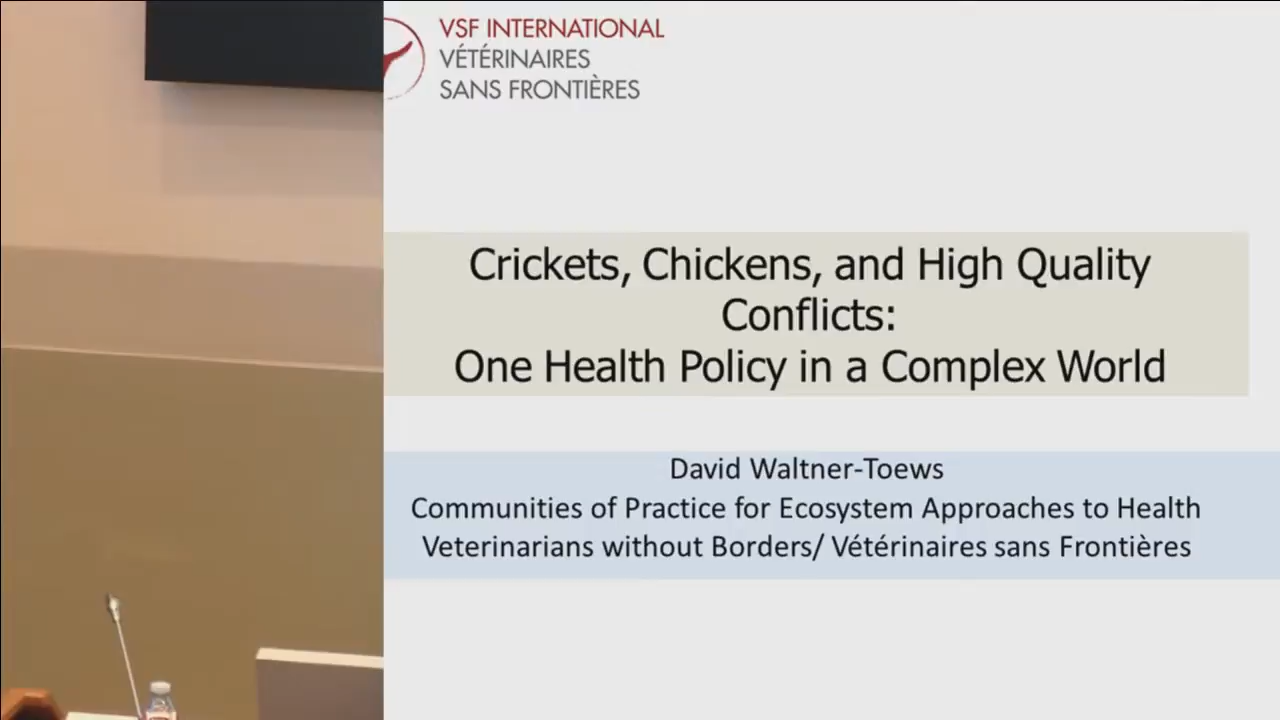 VSF INTERNATIONAL
VÉTÉRINAIRES
SANS FRONTIÈRES
Crickets, Chickens, and High Quality
Conflicts:
One Health Policy in a Complex World
David Waltner-Toews
Communities of Practice for Ecosystem Approaches to Health
Veterinarians without Borders/ Vétérinaires sans Frontières